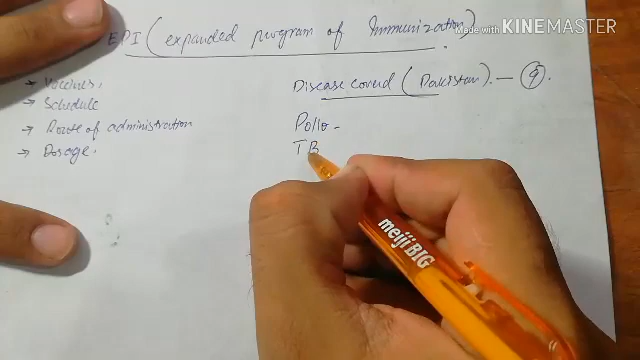 EPI (expanded program of Immunization)
Made with KINEMASTER
→ Vaccines,
→ Schedule
→ Route of administration
→ Dosage.
Disease coverd (Pakistan) — 9.
Polio -
TB
meiji BIG